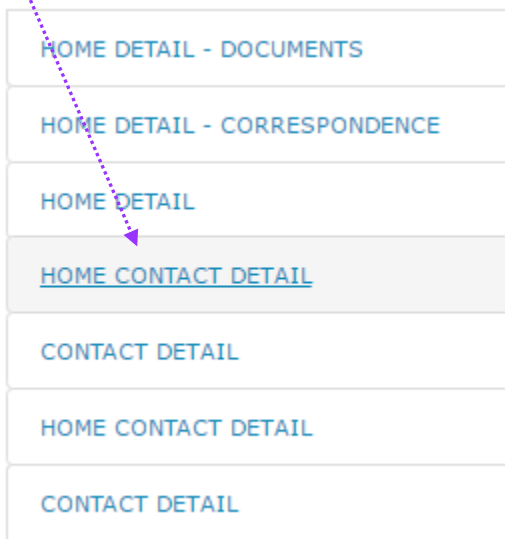 HOME DETAIL - DOCUMENTS
HOME DETAIL - CORRESPONDENCE
HOME DETAIL
HOME CONTACT DETAIL
CONTACT DETAIL
HOME CONTACT DETAIL
CONTACT DETAIL